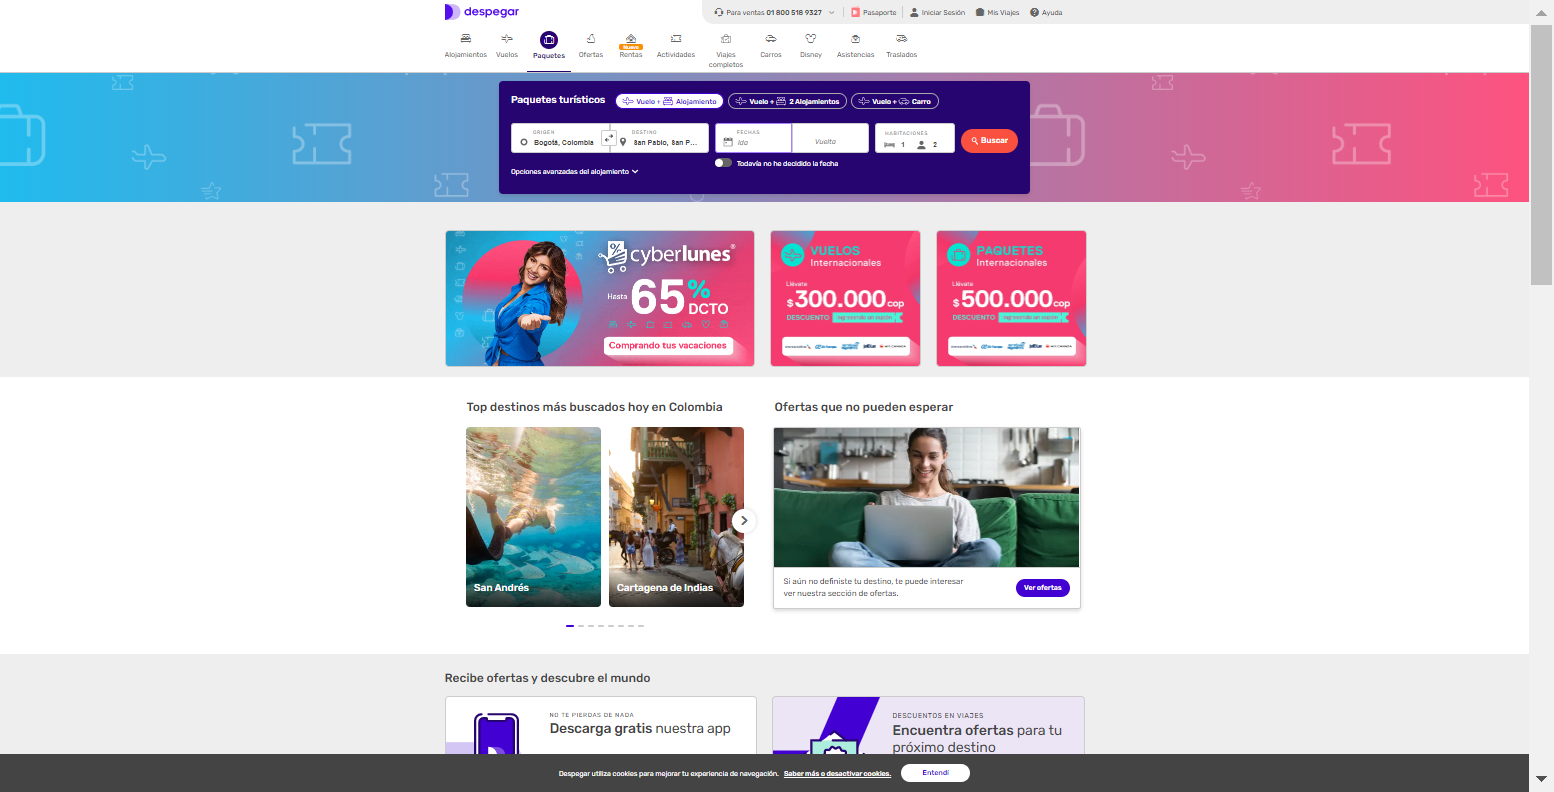 despegar
Para ventas 01 800 518 9327
Pasaporte
Iniciar Sesión
Mis Viajes
Ayuda
Alojamientos
Vuelos
Paquetes
Ofertas
Nuevo
Rentas
Actividades
Viajes
completos
Carros
Disney
Asistencias
Traslados
Paquetes turísticos
Vuelo + Alojamiento
Vuelo + 2 Alojamientos
Vuelo + Carro
ORIGEN
Bogotá, Colombia
DESTINO
San Pablo, San P...
FECHAS
Ida
Vuelta
HABITACIONES
1
2
Buscar
Todavía no he decidido la fecha
Opciones avanzadas del alojamiento
cyberlunes®
Hasta 65% DCTO
Comprando tus vacaciones
VUELOS
Internacionales
Llévate
$300.000 cop
DESCUENTO
PAQUETES
Internacionales
Llévate
$500.000 cop
DESCUENTO
Top destinos más buscados hoy en Colombia
San Andrés
Cartagena de Indias
Ofertas que no pueden esperar
Si aún no definiste tu destino, te puede interesar
ver nuestra sección de ofertas.
Ver ofertas
Recibe ofertas y descubre el mundo
NO TE PIERDAS DE NADA
Descarga gratis nuestra app
DESCUENTOS EN VIAJES
Encuentra ofertas para tu
próximo destino
Despegar utiliza cookies para mejorar tu experiencia de navegación. Saber más o desactivar cookies.
Entendí